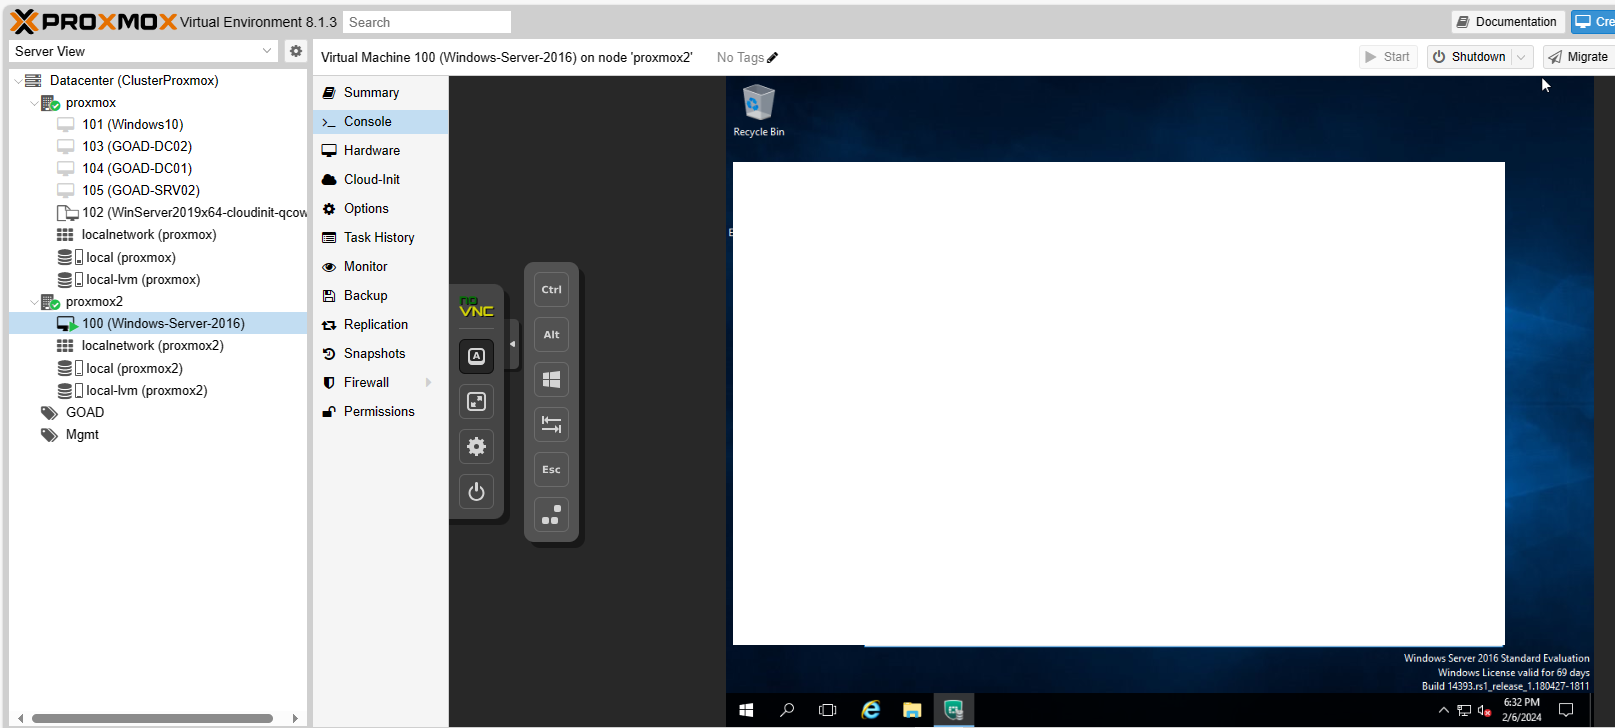 PROXMOX Virtual Environment 8.1.3 Search Documentation Cre
Server View
Virtual Machine 100 (Windows-Server-2016) on node 'proxmox2' No Tags Start Shutdown Migrate
Datacenter (ClusterProxmox)
proxmox
101 (Windows10)
103 (GOAD-DC02)
104 (GOAD-DC01)
105 (GOAD-SRV02)
102 (WinServer2019x64-cloudinit-qcow
localnetwork (proxmox)
local (proxmox)
local-lvm (proxmox)
proxmox2
100 (Windows-Server-2016)
localnetwork (proxmox2)
local (proxmox2)
local-lvm (proxmox2)
GOAD
Mgmt
Summary
Console
Hardware
Cloud-Init
Options
Task History
Monitor
Backup
Replication
Snapshots
Firewall
Permissions
no
VNC
A
Ctrl
Alt
Esc
Recycle Bin
E
Windows Server 2016 Standard Evaluation
Windows License valid for 69 days
Build 14393.rs1_release_1.180427-1811
6:32 PM
2/6/2024